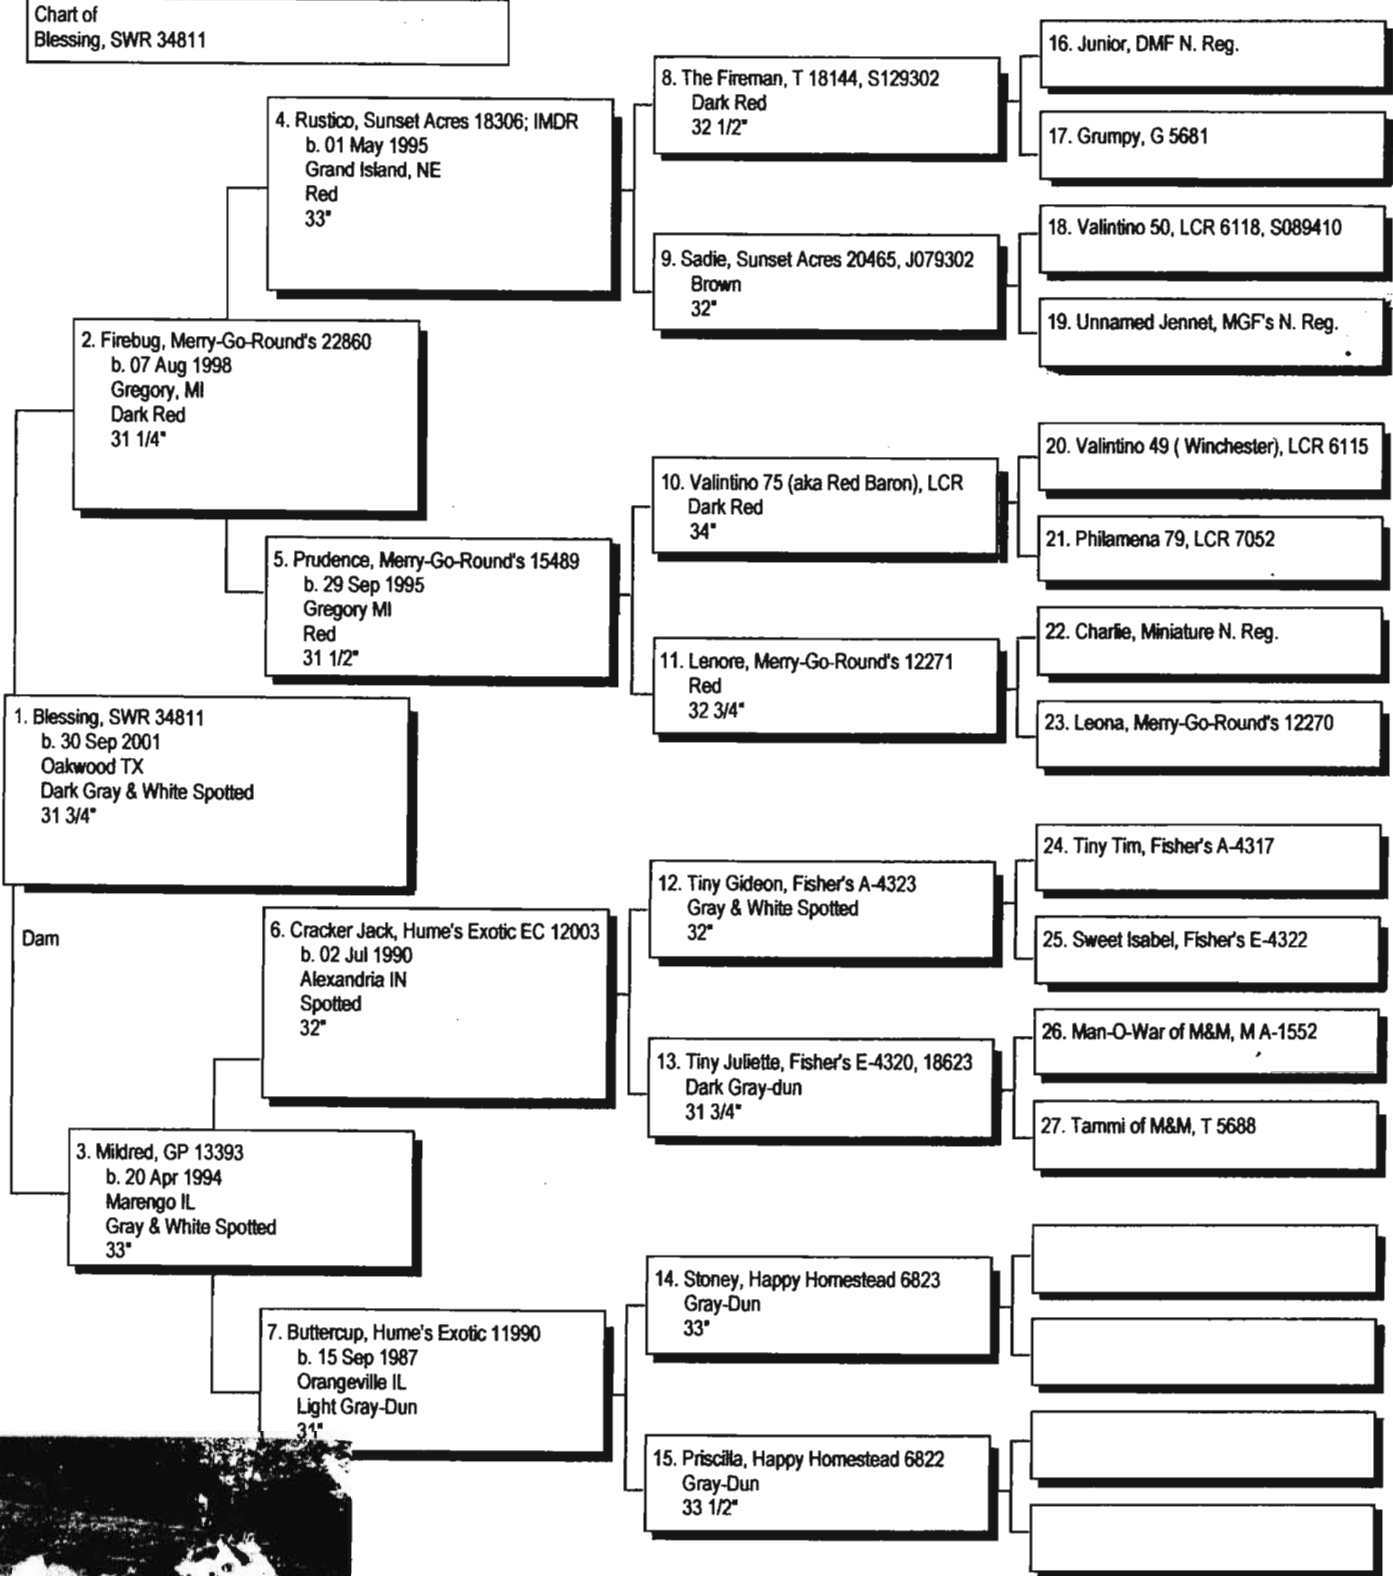 Chart of
Blessing, SWR 34811
1. Blessing, SWR 34811
b. 30 Sep 2001
Oakwood TX
Dark Gray & White Spotted
31 3/4"
Dam
2. Firebug, Merry-Go-Round's 22860
b. 07 Aug 1998
Gregory, MI
Dark Red
31 1/4"
3. Mildred, GP 13393
b. 20 Apr 1994
Marengo IL
Gray & White Spotted
33"
4. Rustico, Sunset Acres 18306; IMDR
b. 01 May 1995
Grand Island, NE
Red
33"
5. Prudence, Merry-Go-Round's 15489
b. 29 Sep 1995
Gregory MI
Red
31 1/2"
6. Cracker Jack, Hume's Exotic EC 12003
b. 02 Jul 1990
Alexandria IN
Spotted
32"
7. Buttercup, Hume's Exotic 11990
b. 15 Sep 1987
Orangeville IL
Light Gray-Dun
31"
8. The Fireman, T 18144, S129302
Dark Red
32 1/2"
9. Sadie, Sunset Acres 20465, J079302
Brown
32"
10. Valintino 75 (aka Red Baron), LCR
Dark Red
34"
11. Lenore, Merry-Go-Round's 12271
Red
32 3/4"
12. Tiny Gideon, Fisher's A-4323
Gray & White Spotted
32"
13. Tiny Juliette, Fisher's E-4320, 18623
Dark Gray-dun
31 3/4"
14. Stoney, Happy Homestead 6823
Gray-Dun
33"
15. Priscilla, Happy Homestead 6822
Gray-Dun
33 1/2"
16. Junior, DMF N. Reg.
17. Grumpy, G 5681
18. Valintino 50, LCR 6118, S089410
19. Unnamed Jennet, MGF's N. Reg.
20. Valintino 49 ( Winchester), LCR 6115
21. Philamena 79, LCR 7052
22. Charlie, Miniature N. Reg.
23. Leona, Merry-Go-Round's 12270
24. Tiny Tim, Fisher's A-4317
25. Sweet Isabel, Fisher's E-4322
26. Man-O-War of M&M, M A-1552
27. Tammi of M&M, T 5688